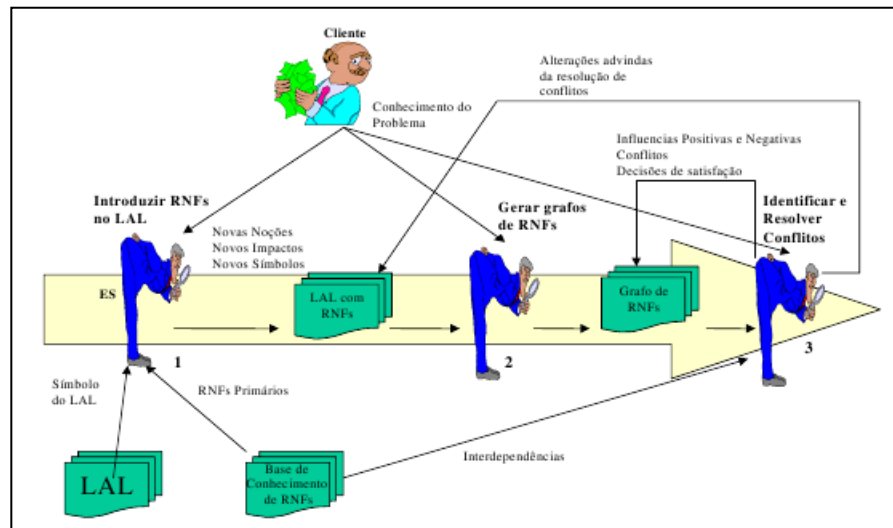 Cliente
Alterações advindas
da resolução de
conflitos
Conhecimento do
Problema
Influencias Positivas e Negativas
Conflitos
Decisões de satisfação
Introduzir RNFs
no LAL
Novas Noções
Novos Impactos
Novos Símbolos
Gerar grafos
de RNFs
Identificar e
Resolver
Conflitos
ES
LAL com
RNFs
Grafo de
RNFs
1
2
3
Símbolo
do LAL
RNFs Primários
LAL
Base de
Conhecimento
de RNFs
Interdependências